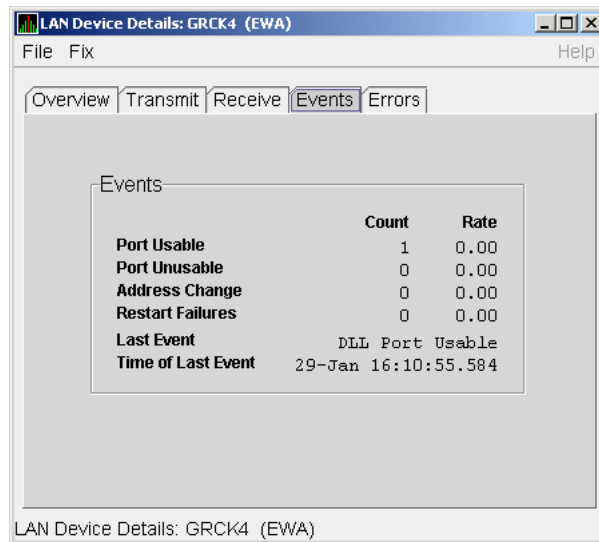 LAN Device Details: GRCK4 (EWA)
File Fix Help
Overview Transmit Receive Events Errors
Events
Count Rate
Port Usable 1 0.00
Port Unusable 0 0.00
Address Change 0 0.00
Restart Failures 0 0.00
Last Event DLL Port Usable
Time of Last Event 29-Jan 16:10:55.584
LAN Device Details: GRCK4 (EWA)